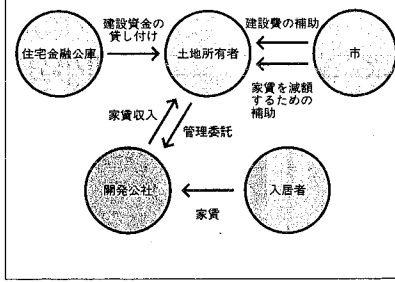 建設資金の
貸し付け
建設費の補助
住宅金融公庫
土地所有者
市
家賃を減額
するための
補助
家賃収入
管理委託
開発公社
入居者
家賃